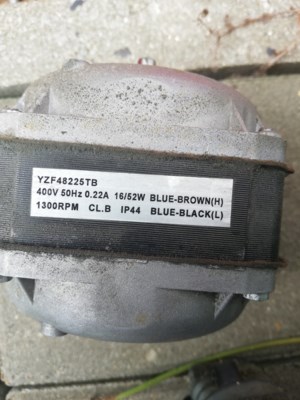 YZF48225TB
400V 50Hz 0.22A 16/52W BLUE-BROWN(H)
1300RPM CL.B IP44 BLUE-BLACK(L)